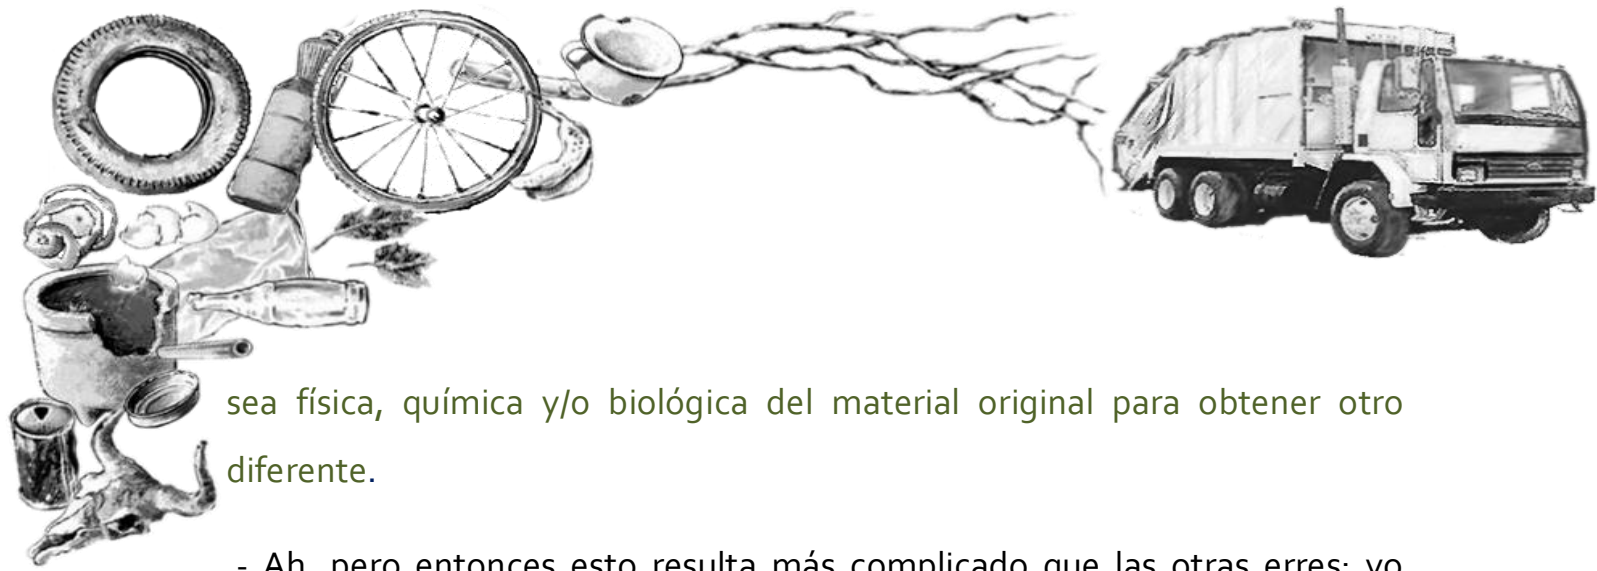 sea física, química y/o biológica del material original para obtener otro
diferente.
- Ah, pero entonces esto resulta más complicado que las otras erres; yo